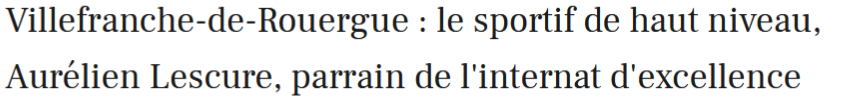 Villefranche-de-Rouergue : le sportif de haut niveau,
Aurélien Lescure, parrain de l'internat d'excellence